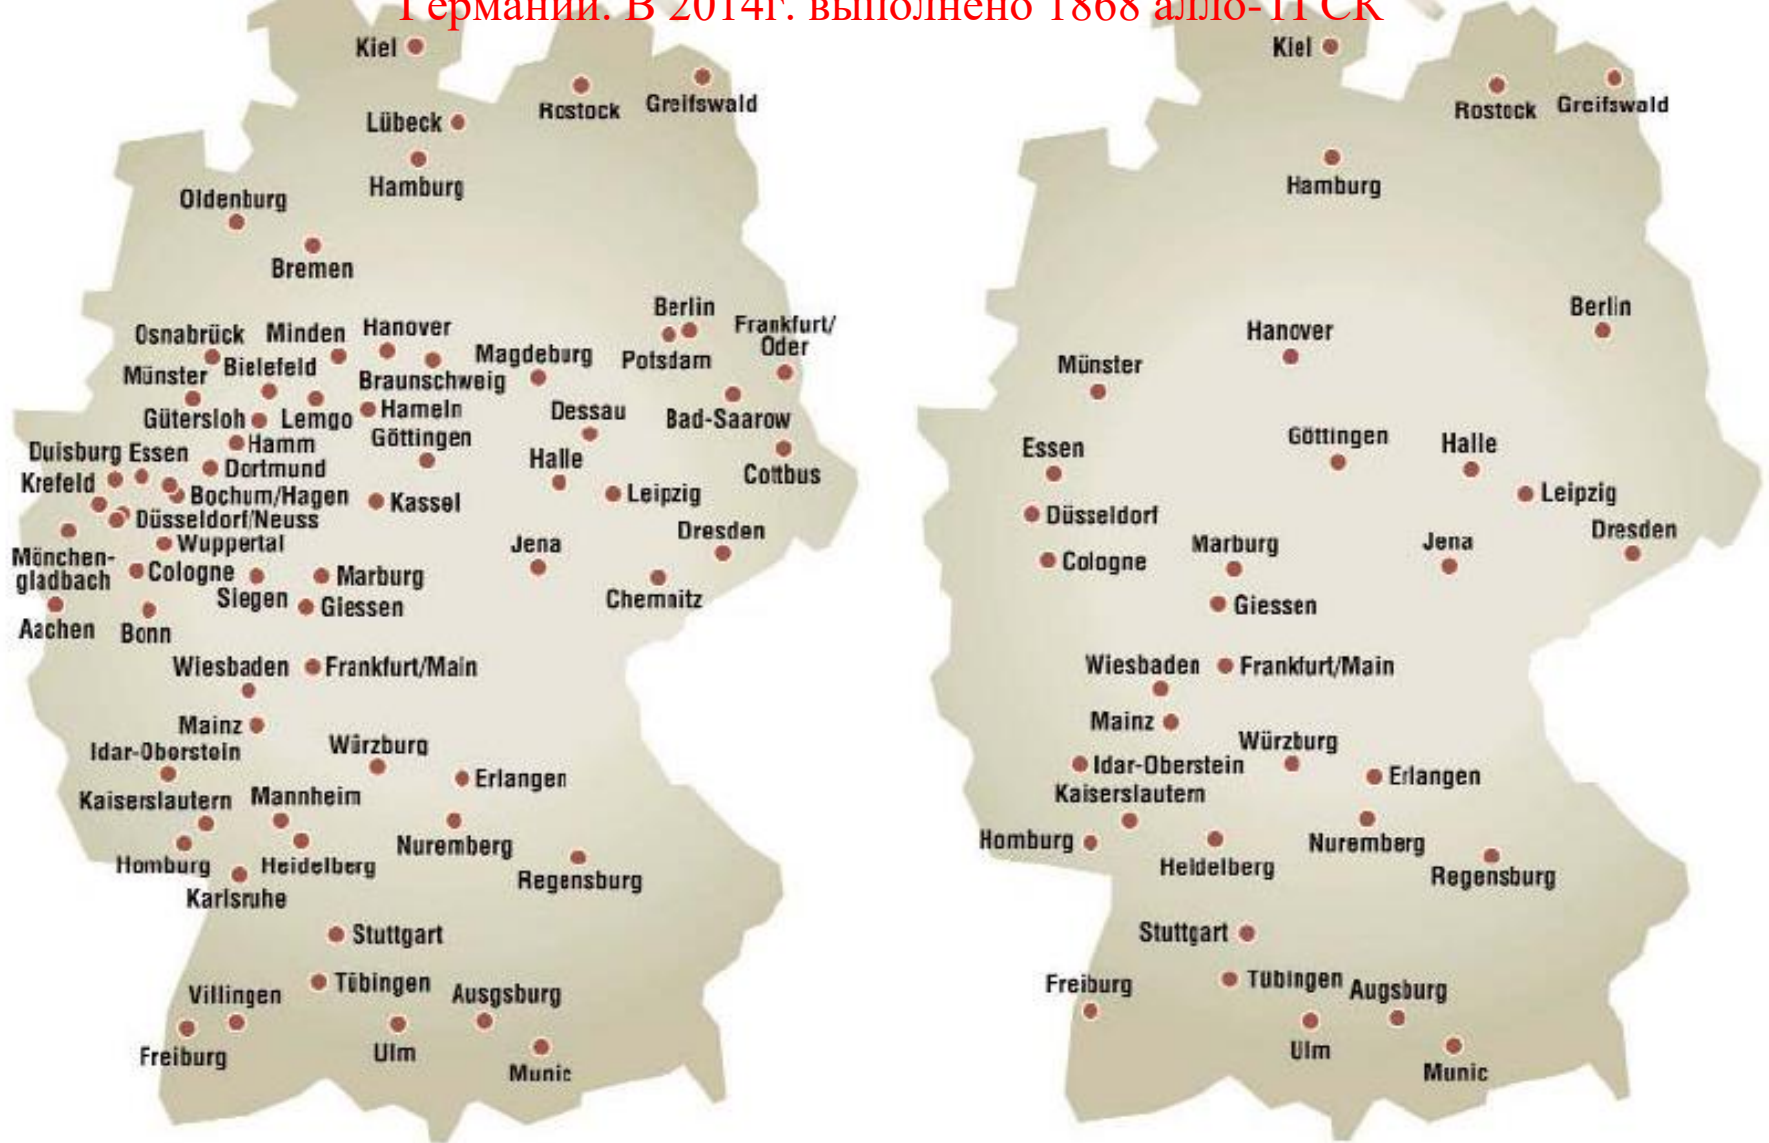 Германии. В 2014г. выполнено 1868 алло-ТГСК
Kiel
Rostock
Greifswald
Lübeck
Hamburg
Oldenburg
Bremen
Berlin
Osnabrück
Minden
Hanover
Frankfurt/
Oder
Magdeburg
Potsdam
Münster
Bielefeld
Braunschweig
Gütersloh
Lemgo
Hameln
Dessau
Bad-Saarow
Göttingen
Hamm
Duisburg
Essen
Dortmund
Halle
Cottbus
Krefeld
Bochum/Hagen
Kassel
Leipzig
Düsseldorf/Neuss
Dresden
Wuppertal
Jena
Mönchen-
gladbach
Cologne
Marburg
Siegen
Giessen
Chemnitz
Aachen
Bonn
Wiesbaden
Frankfurt/Main
Mainz
Idar-Oberstein
Würzburg
Erlangen
Kaiserslautern
Mannheim
Nuremberg
Homburg
Heidelberg
Regensburg
Karlsruhe
Stuttgart
Tübingen
Villingen
Ausgsburg
Freiburg
Ulm
Munic
Kiel
Rostock
Greifswald
Hamburg
Berlin
Hanover
Münster
Göttingen
Halle
Essen
Leipzig
Düsseldorf
Dresden
Marburg
Jena
Cologne
Giessen
Wiesbaden
Frankfurt/Main
Mainz
Würzburg
Idar-Oberstein
Erlangen
Kaiserslautern
Homburg
Nuremberg
Heidelberg
Regensburg
Stuttgart
Tübingen
Freiburg
Augsburg
Ulm
Munic